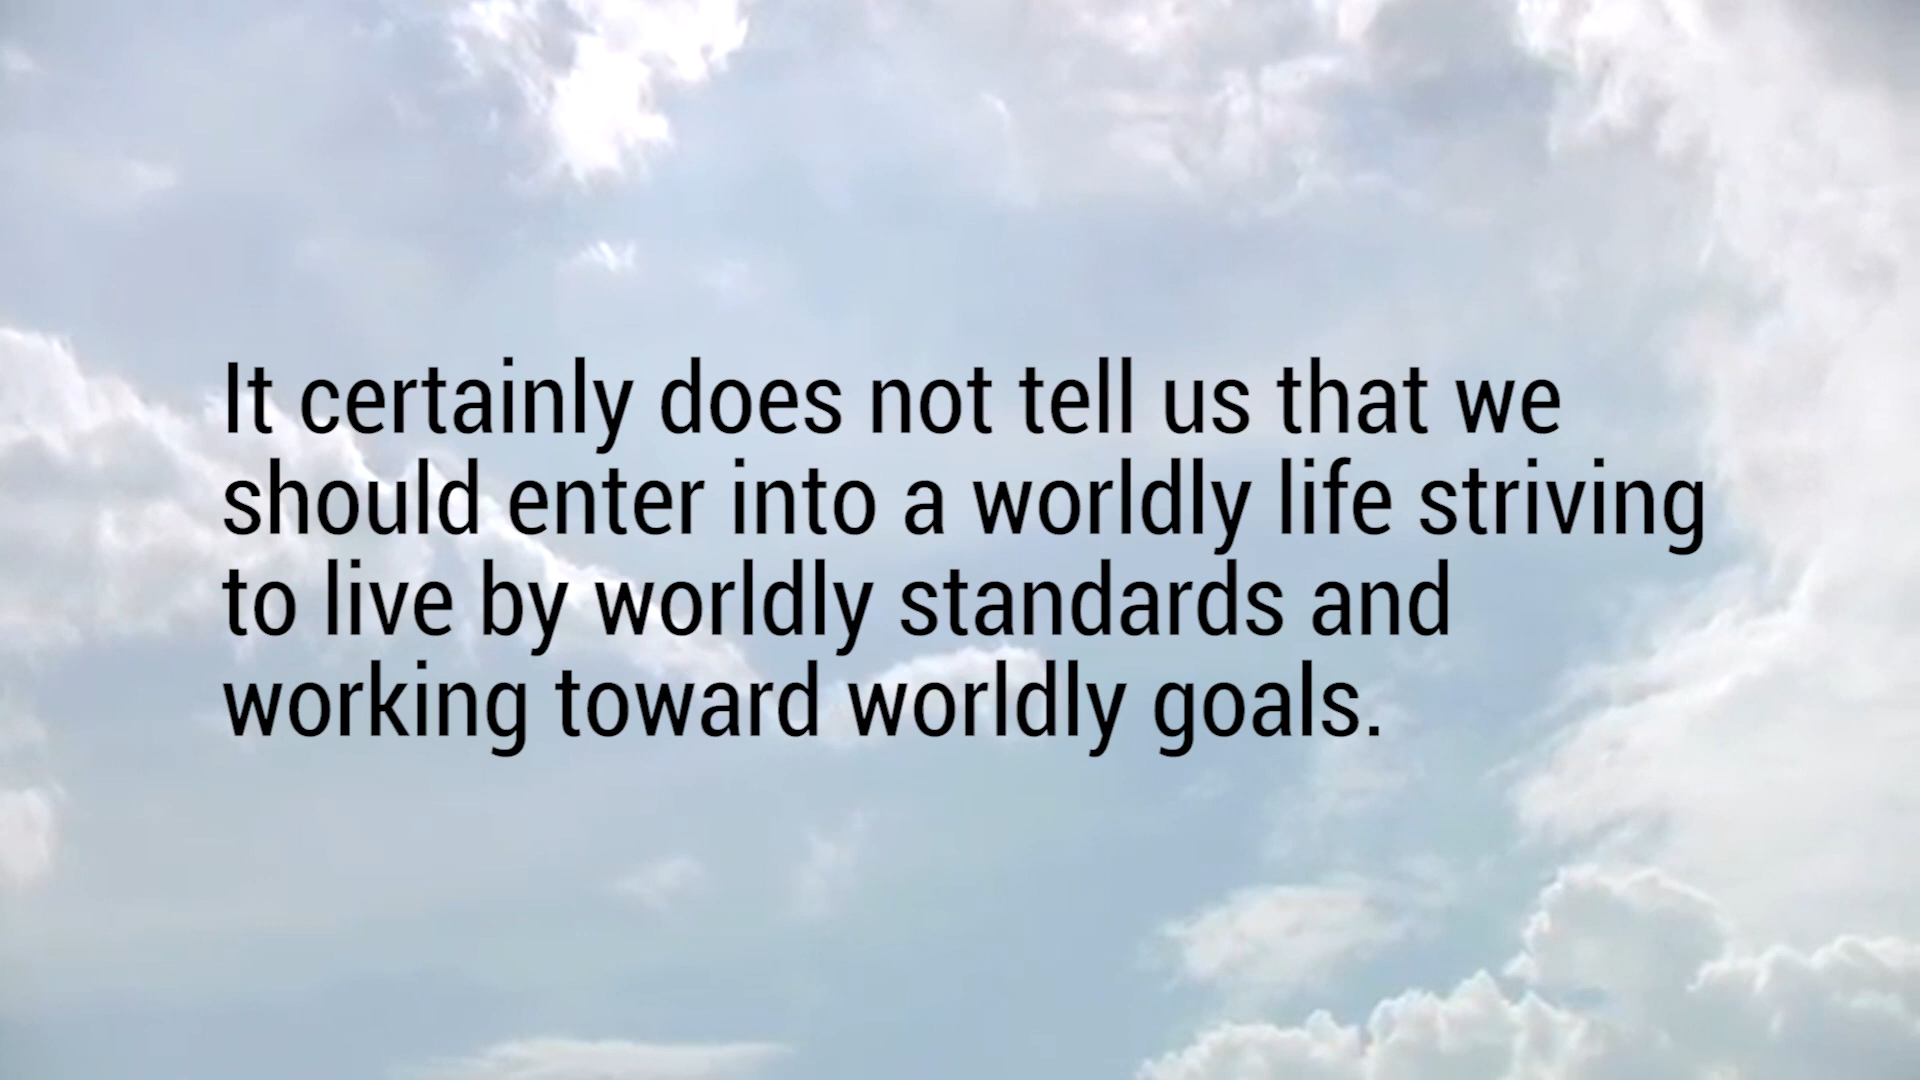 It certainly does not tell us that we
should enter into a worldly life striving
to live by worldly standards and
working toward worldly goals.